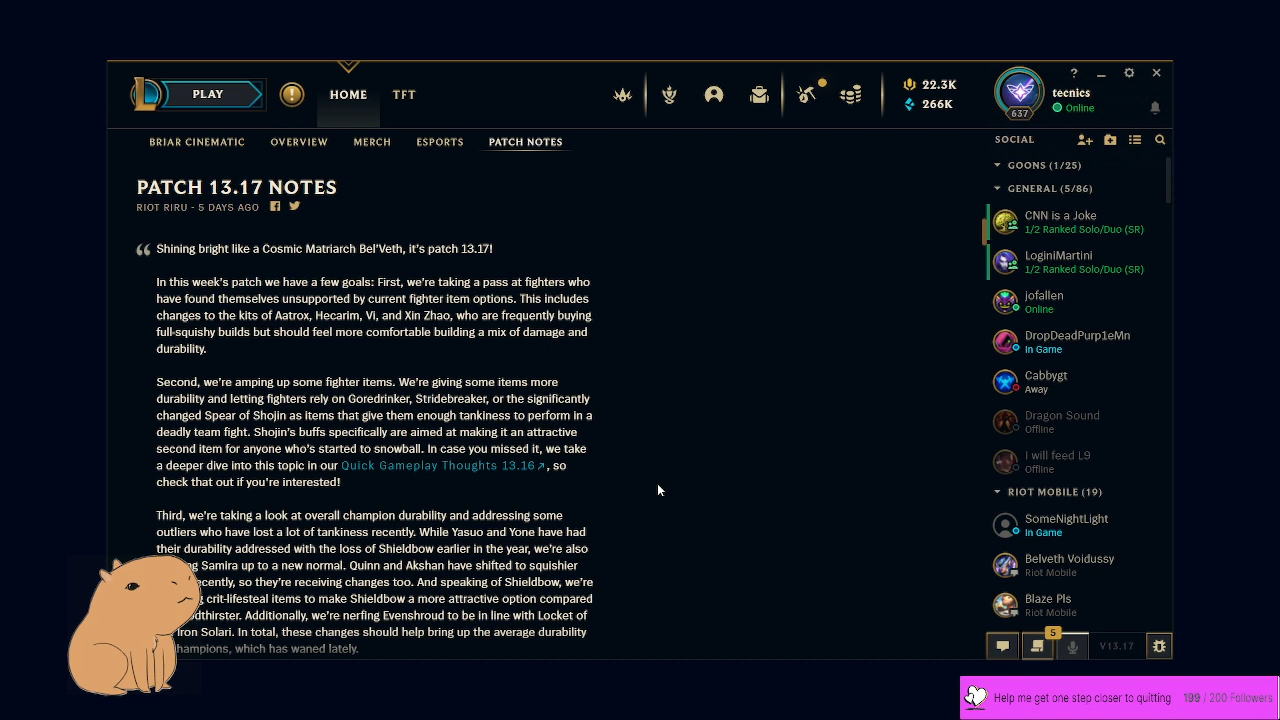 PLAY
HOME
TFT
22.3K
266K
637
tecnics
Online
BRIAR CINEMATIC
OVERVIEW
MERCH
ESPORTS
PATCH NOTES
PATCH 13.17 NOTES
RIOT RIRU - 5 DAYS AGO
Shining bright like a Cosmic Matriarch Bel'Veth, it's patch 13.17!
In this week's patch we have a few goals: First, we're taking a pass at fighters who
have found themselves unsupported by current fighter item options. This includes
changes to the kits of Aatrox, Hecarim, Vi, and Xin Zhao, who are frequently buying
full-squishy builds but should feel more comfortable building a mix of damage and
durability.
Second, we're amping up some fighter items. We're giving some items more
durability and letting fighters rely on Goredrinker, Stridebreaker, or the significantly
changed Spear of Shojin as items that give them enough tankiness to perform in a
deadly team fight. Shojin's buffs specifically are aimed at making it an attractive
second item for anyone who's started to snowball. In case you missed it, we take
a deeper dive into this topic in our Quick Gameplay Thoughts 13.16↗, so
check that out if you're interested!
Third, we're taking a look at overall champion durability and addressing some
outliers who have lost a lot of tankiness recently. While Yasuo and Yone have had
their durability addressed with the loss of Shieldbow earlier in the year, we're also
Samira up to a new normal. Quinn and Akshan have shifted to squishier
so they're receiving changes too. And speaking of Shieldbow, we're
crit-lifesteal items to make Shieldbow a more attractive option compared
Additionally, we're nerfing Evenshroud to be in line with Locket of
Iron Solari. In total, these changes should help bring up the average durability
which has waned lately.
SOCIAL
GOONS (1/25)
GENERAL (5/86)
CNN is a Joke
1/2 Ranked Solo/Duo (SR)
LoginiMartini
1/2 Ranked Solo/Duo (SR)
jofallen
Online
DropDeadPurp1eMn
In Game
Cabbygt
Away
Dragon Sound
Offline
I will feed L9
Offline
RIOT MOBILE (19)
SomeNightLight
In Game
Belveth Voidussy
Riot Mobile
Blaze Pls
Riot Mobile
5
V13.17
Help me get one step closer to quitting 199 / 200 Followers